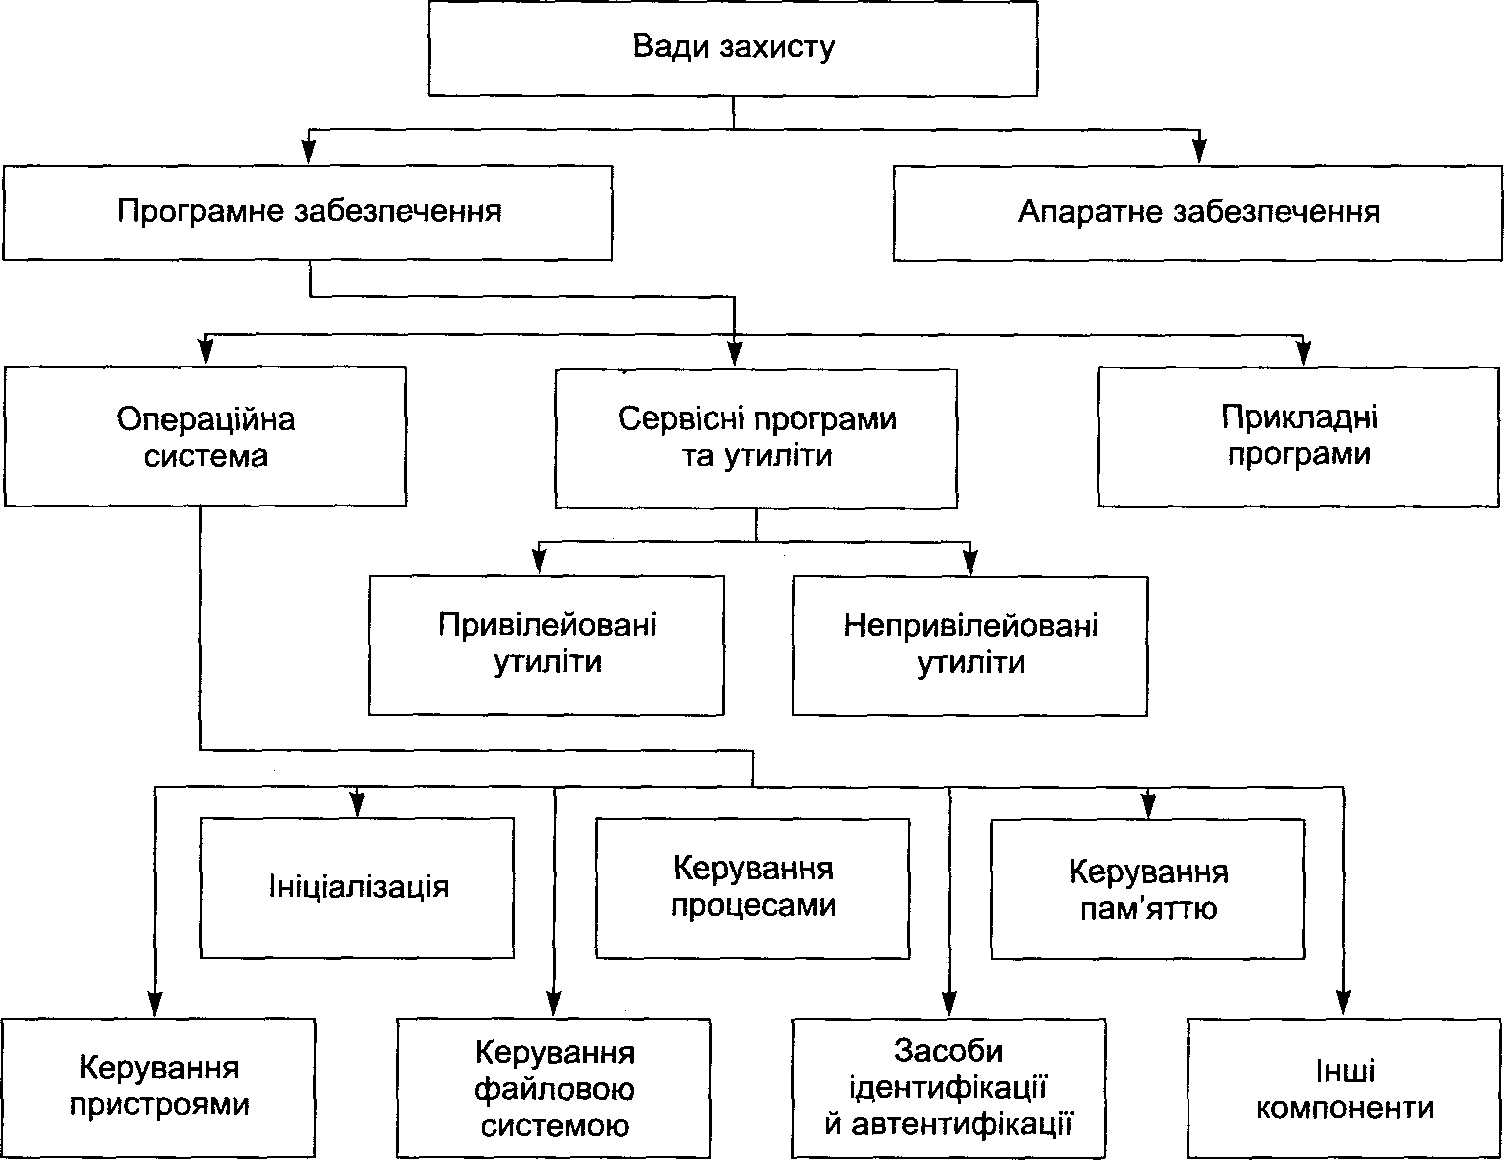 Вади захисту
Програмне забезпечення
Апаратне забезпечення
Операційна
система
Сервісні програми
та утиліти
Прикладні
програми
Привілейовані
утиліти
Непривілейовані
утиліти
Ініціалізація
Керування
процесами
Керування
пам'яттю
Керування
пристроями
Керування
файловою
системою
Засоби
ідентифікації
й автентифікації
Інші
компоненти